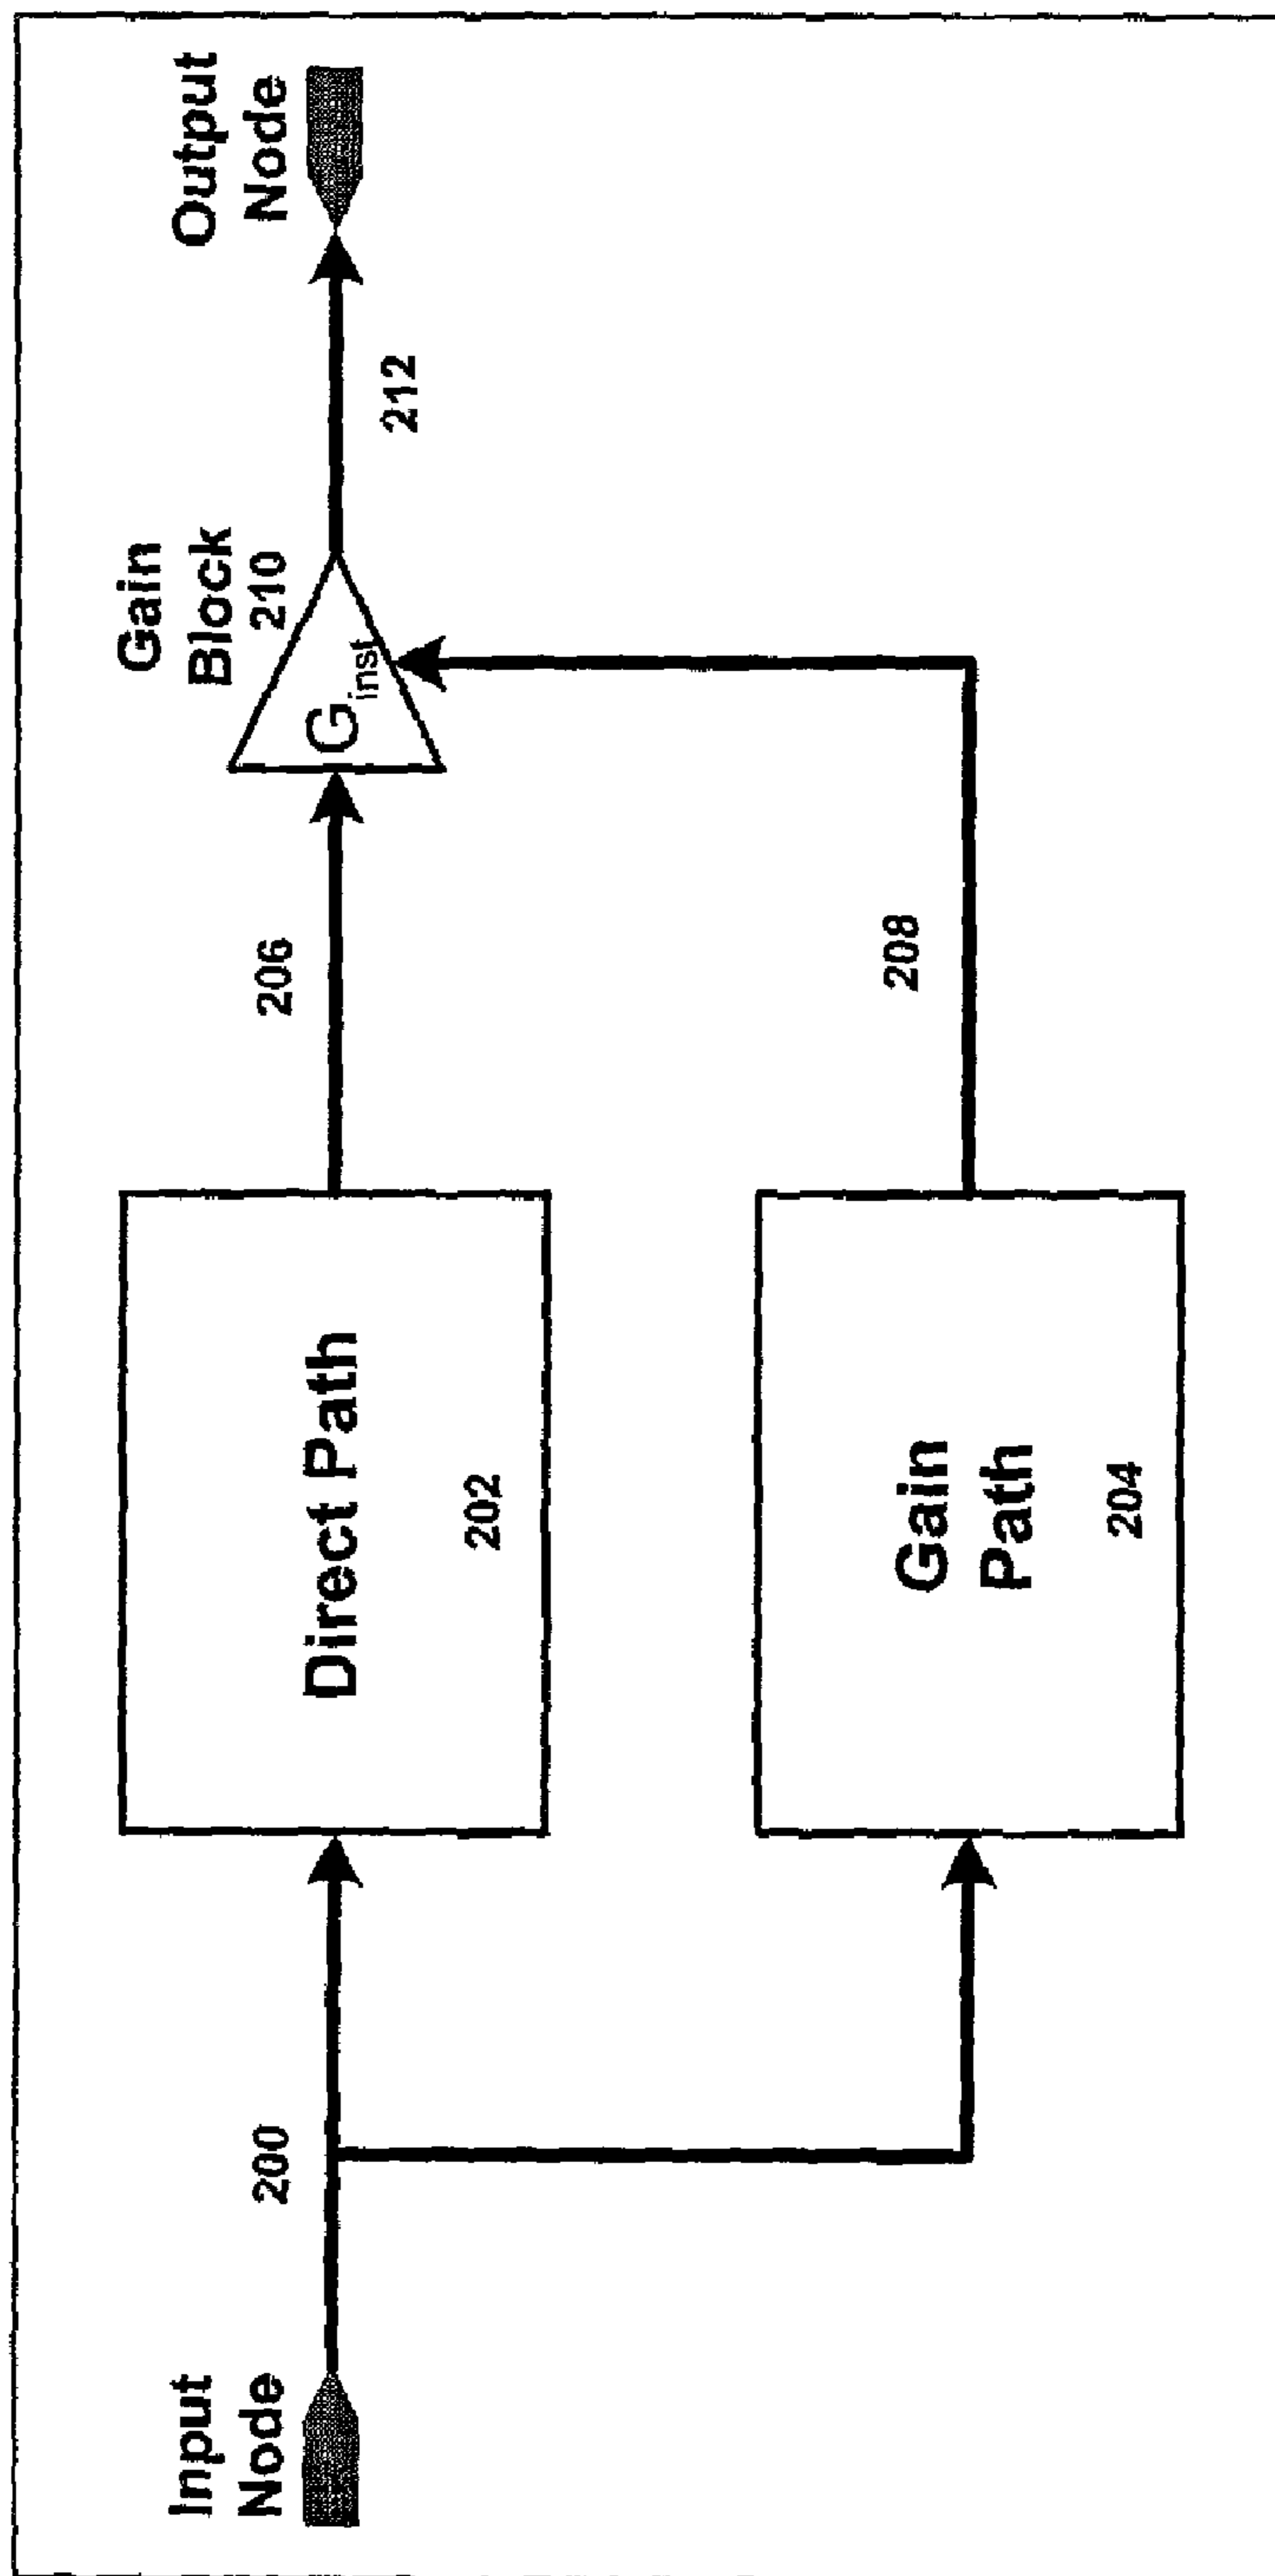 Input
Node
200
Direct Path
202
Gain
Path
204
206
208
Gain
Block
210
G inst
212
Output
Node